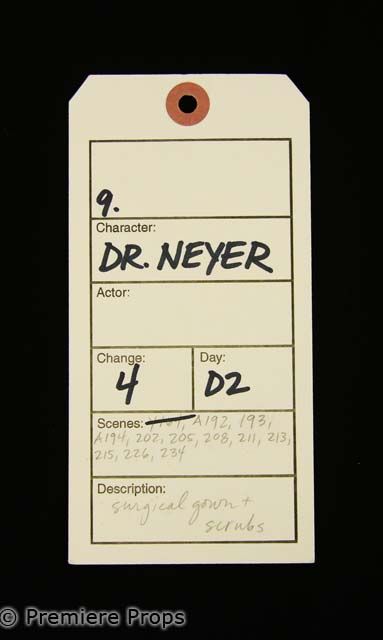 9.
Character:
DR. NEYER
Actor:
Change: Day:
4 D2
Scenes: A192, 193,
A194, 202, 205, 208, 211, 213,
215, 226, 234
Description:
surgical gown +
scrubs
© Premiere Props